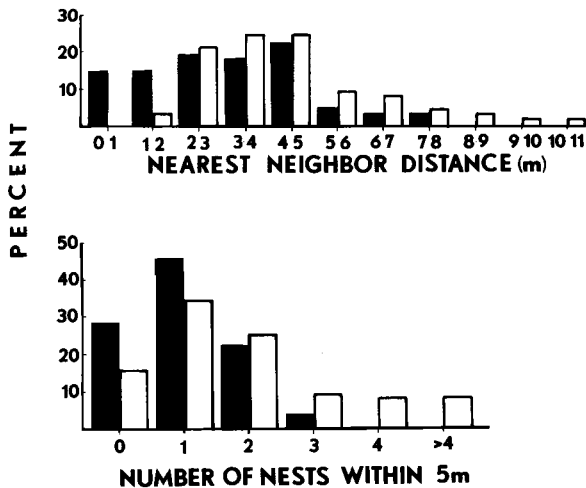 PERCENT
30
20
10
0 1 1 2 2 3 3 4 4 5 5 6 6 7 7 8 8 9 9 10 10 11
NEAREST NEIGHBOR DISTANCE (m)
50
40
30
20
10
0 1 2 3 4 >4
NUMBER OF NESTS WITHIN 5m